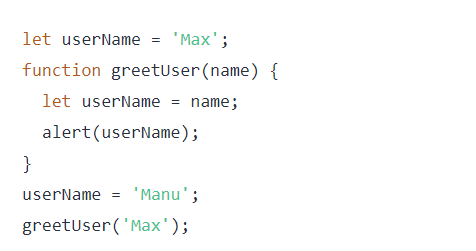 let userName = 'Max';
function greetUser(name) {
  let userName = name;
  alert(userName);
}
userName = 'Manu';
greetUser('Max');